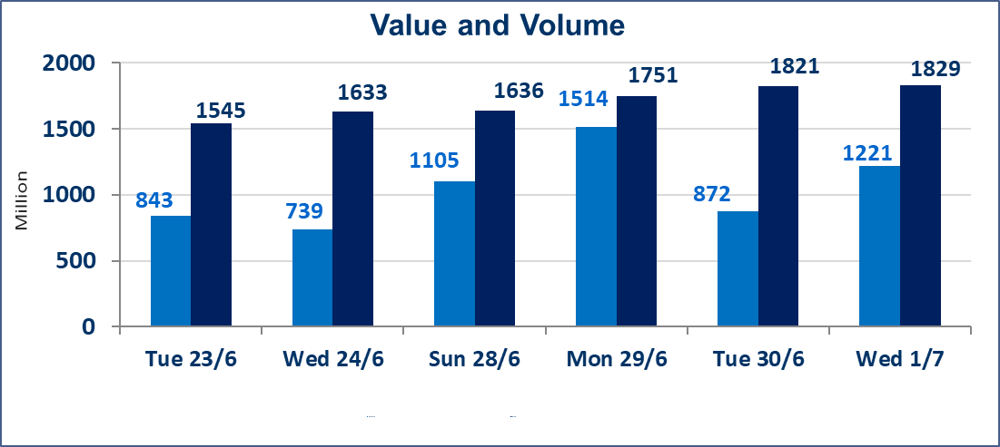 Value and Volume
Million
2000
1500
1000
500
0
843
1545
739
1633
1105
1636
1514
1751
872
1821
1221
1829
Tue 23/6
Wed 24/6
Sun 28/6
Mon 29/6
Tue 30/6
Wed 1/7